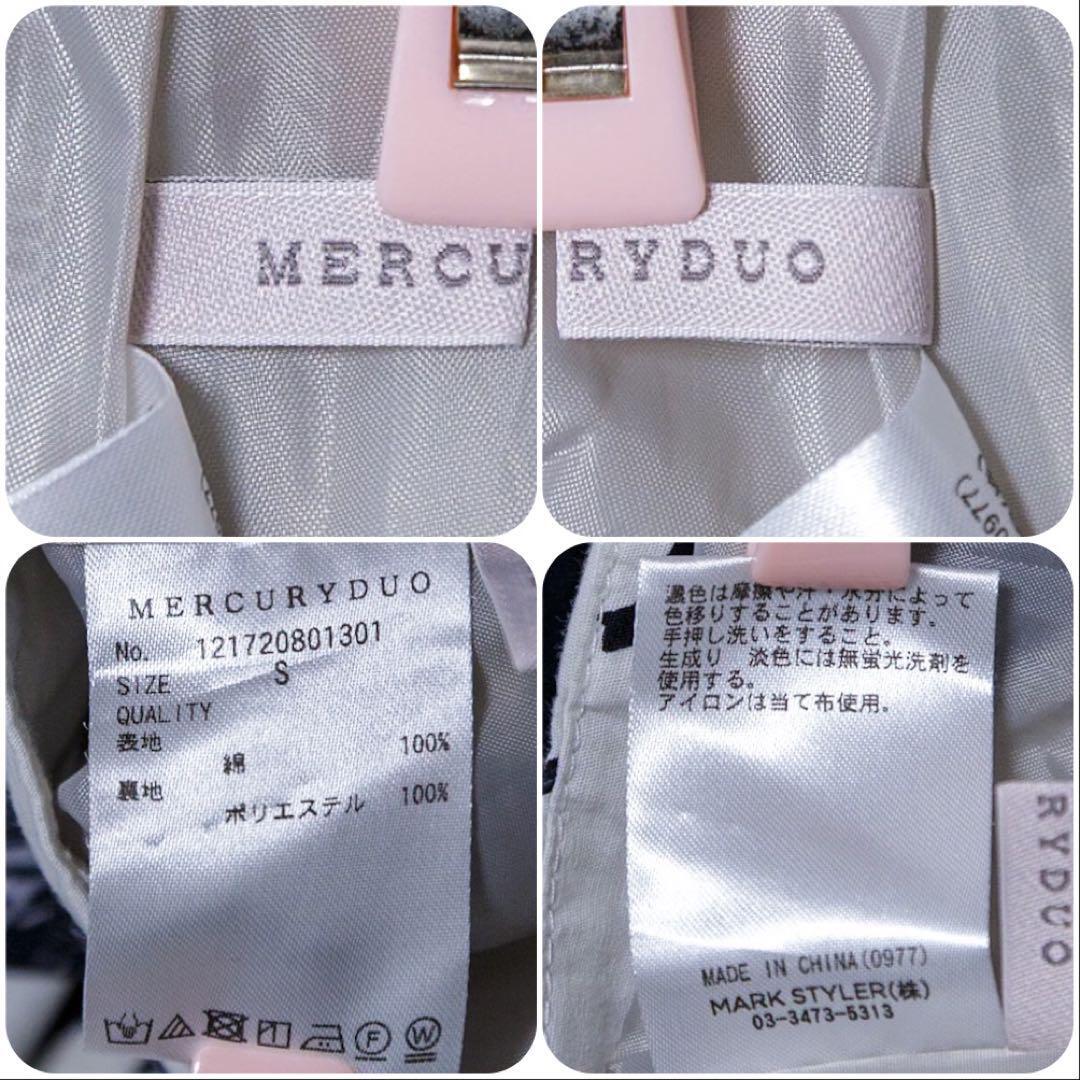 MERCU
RYDUO
0977)
MERCURYDUO
No. 121720801301
SIZE S
QUALITY
表地
綿 100%
裏地
ポリエステル 100%
濃色は摩擦や汗・水分によって
色移りすることがあります。
手押し洗いをすること。
生成り 淡色には無蛍光洗剤を
使用する。
アイロンは当て布使用。
RYDUO
MADE IN CHINA(0977)
MARK STYLER(株)
03-3473-5313